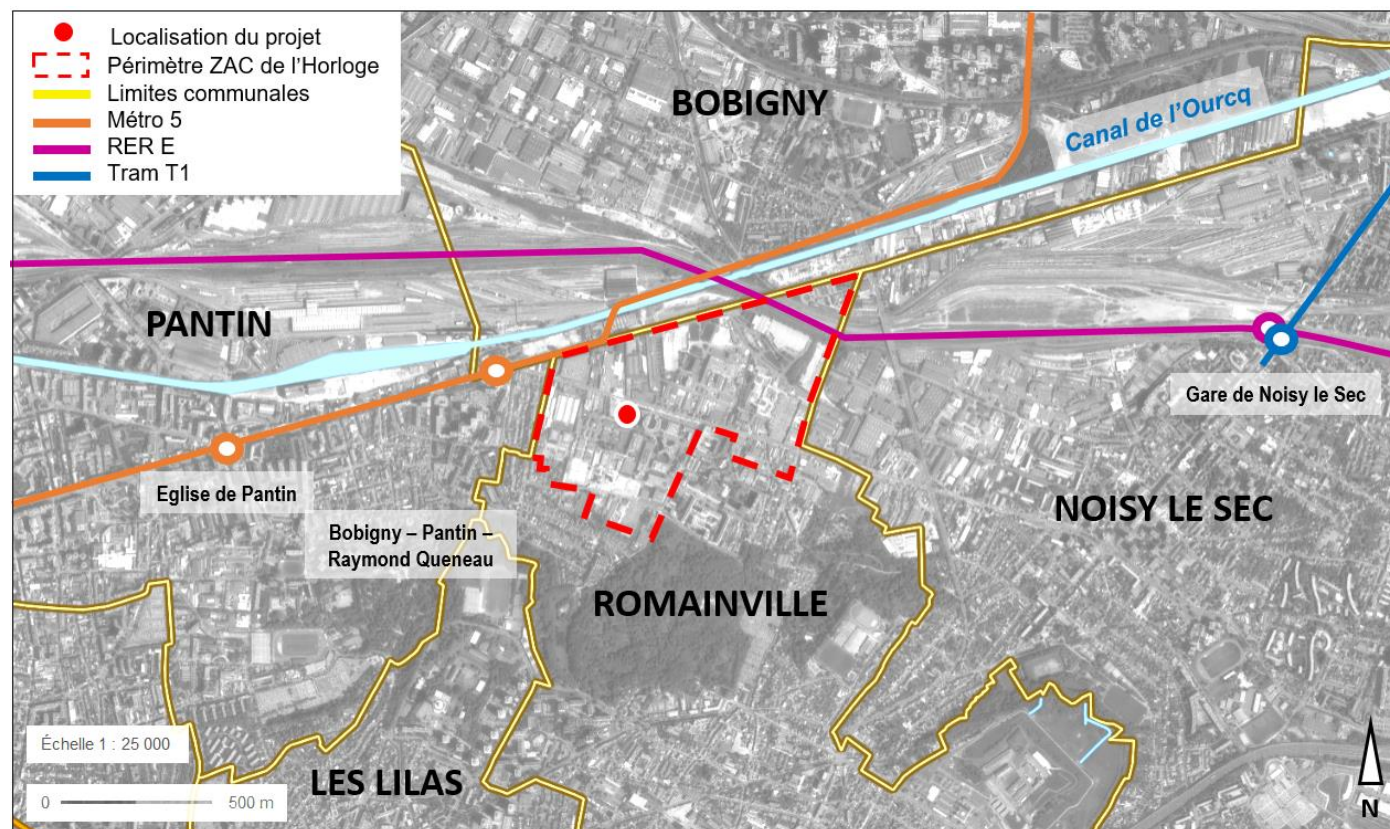 Localisation du projet
Périmètre ZAC de l'Horloge
Limites communales
Métro 5
RER E
Tram T1
BOBIGNY
Canal de l'Ourcq
PANTIN
Gare de Noisy le Sec
Eglise de Pantin
NOISY LE SEC
Bobigny – Pantin –
Raymond Queneau
ROMAINVILLE
Échelle 1 : 25 000
LES LILAS
0 500 m
N